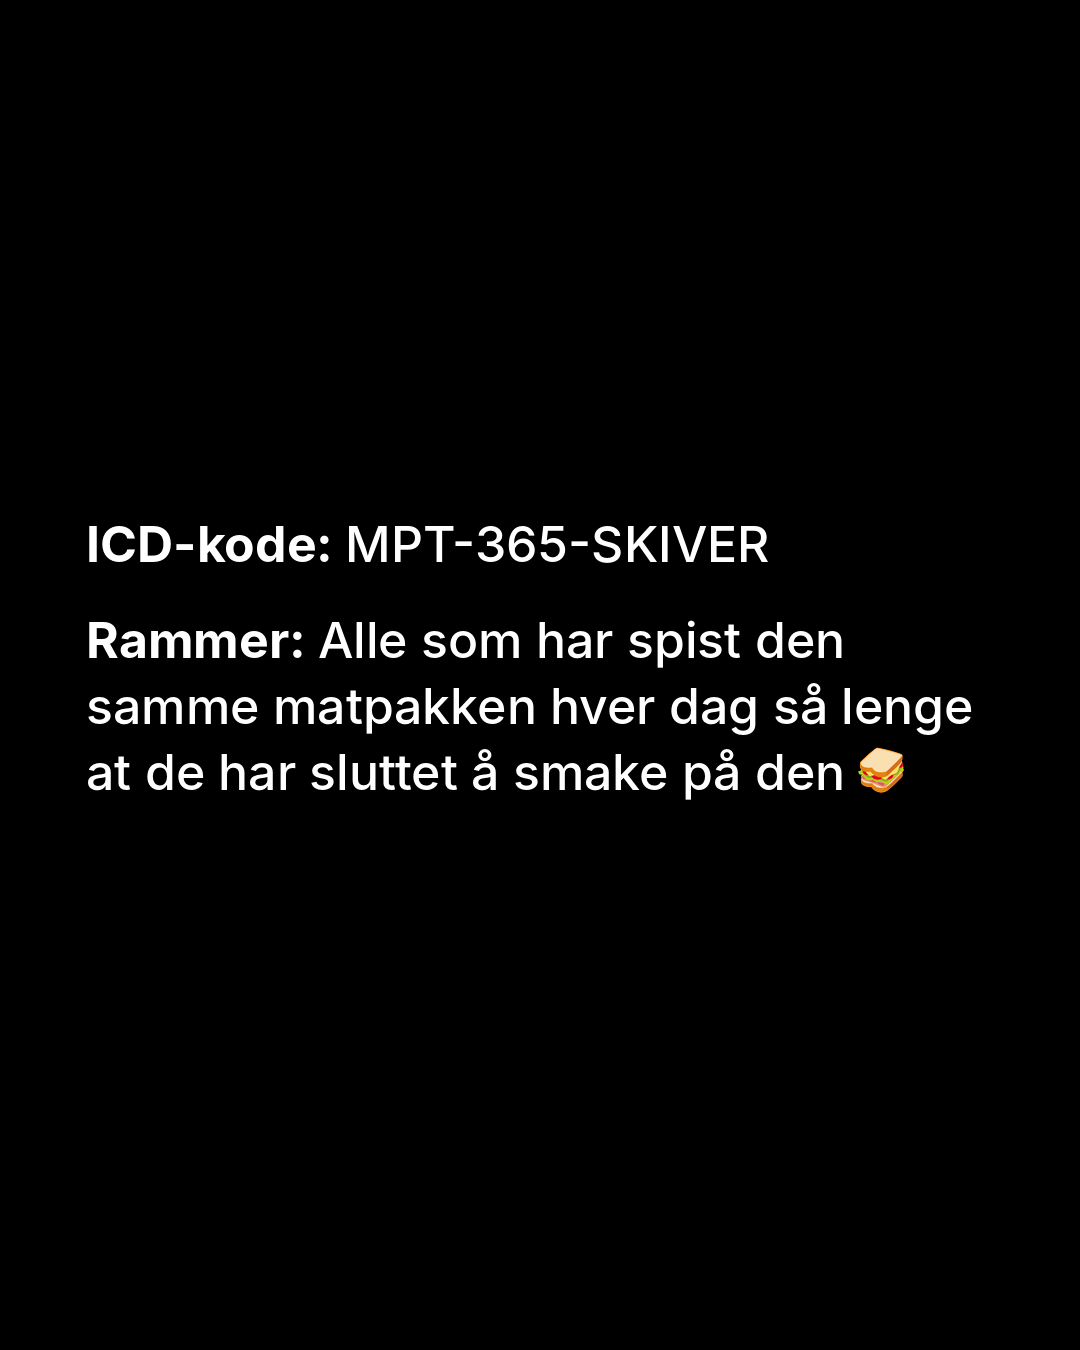 ICD-kode: MPT-365-SKIVER
Rammer: Alle som har spist den
samme matpakken hver dag så lenge
at de har sluttet å smake på den 🥪